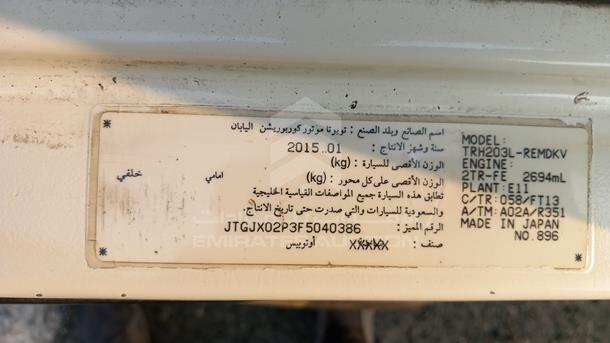 اسم الصانع وبلد الصنع : تويوتا موتور كوربوريشن اليابان
سنة وشهر الانتاج : 2015 .01
الوزن الأقصى للسيارة : (kg)
الوزن الأقصى على كل محور : (kg) امامي خلفي
تطابق هذه السيارة جميع المواصفات القياسية الخليجية
والسعودية للسيارات والتي صدرت حتى تاريخ الانتاج.
الرقم المميز : JTGJX02P3F5040386
صنف : XXXXX أوتوبيس
MODEL:
TRH203L-REMDKV
ENGINE:
2TR-FE 2694mL
PLANT: E11
C/TR: 058/FT13
A/TM: A02A/R351
MADE IN JAPAN
NO. 896
EMIRATES AUCTION